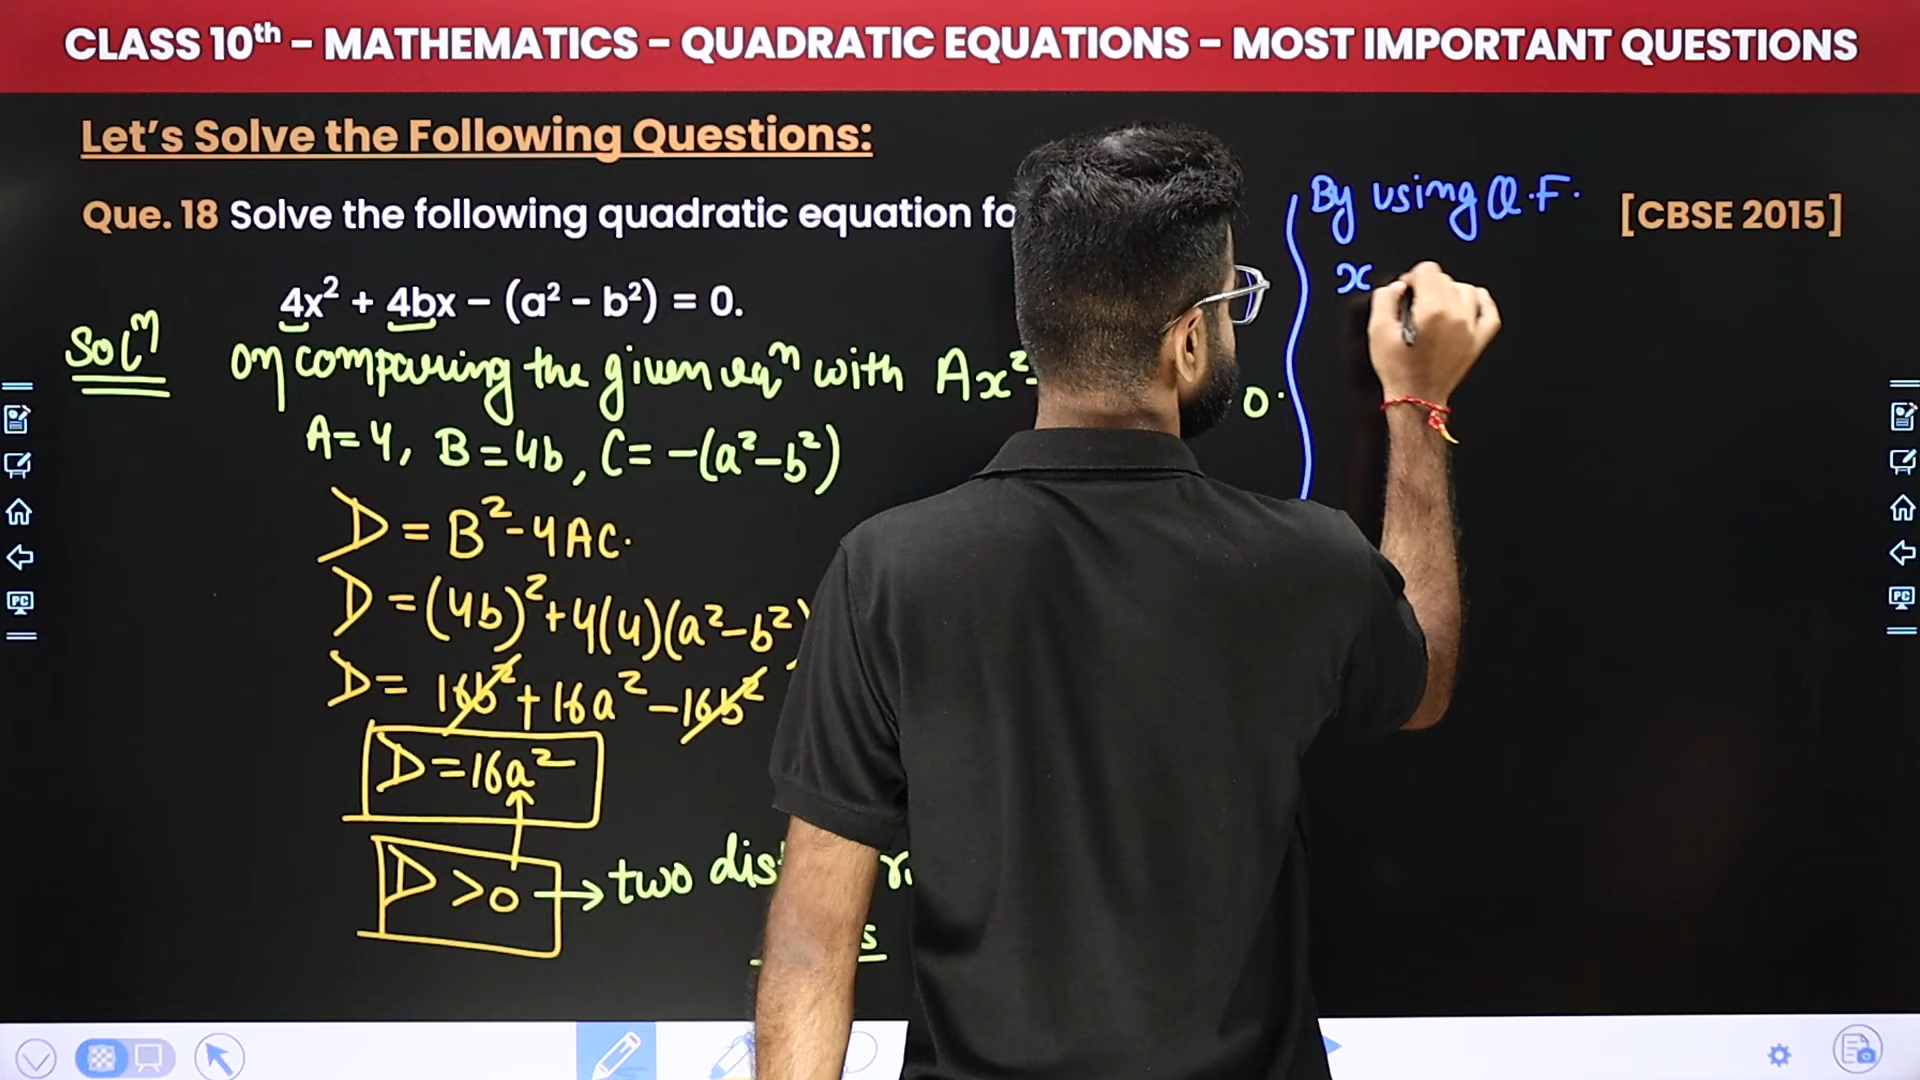 CLASS 10th – MATHEMATICS – QUADRATIC EQUATIONS – MOST IMPORTANT QUESTIONS
Let's Solve the Following Questions:
Que. 18 Solve the following quadratic equation fo [CBSE 2015]
4x² + 4bx – (a² – b²) = 0.
Solⁿ on comparing the given eqⁿ with Ax² 0.
A=4, B=4b, C= -(a²-b²)
D = B²-4AC.
D = (4b)²+4(4)(a²-b²)
D = 16b²+16a²-16b²
D=16a²
D>0 → two
By using Q.F.
x
PC
PC